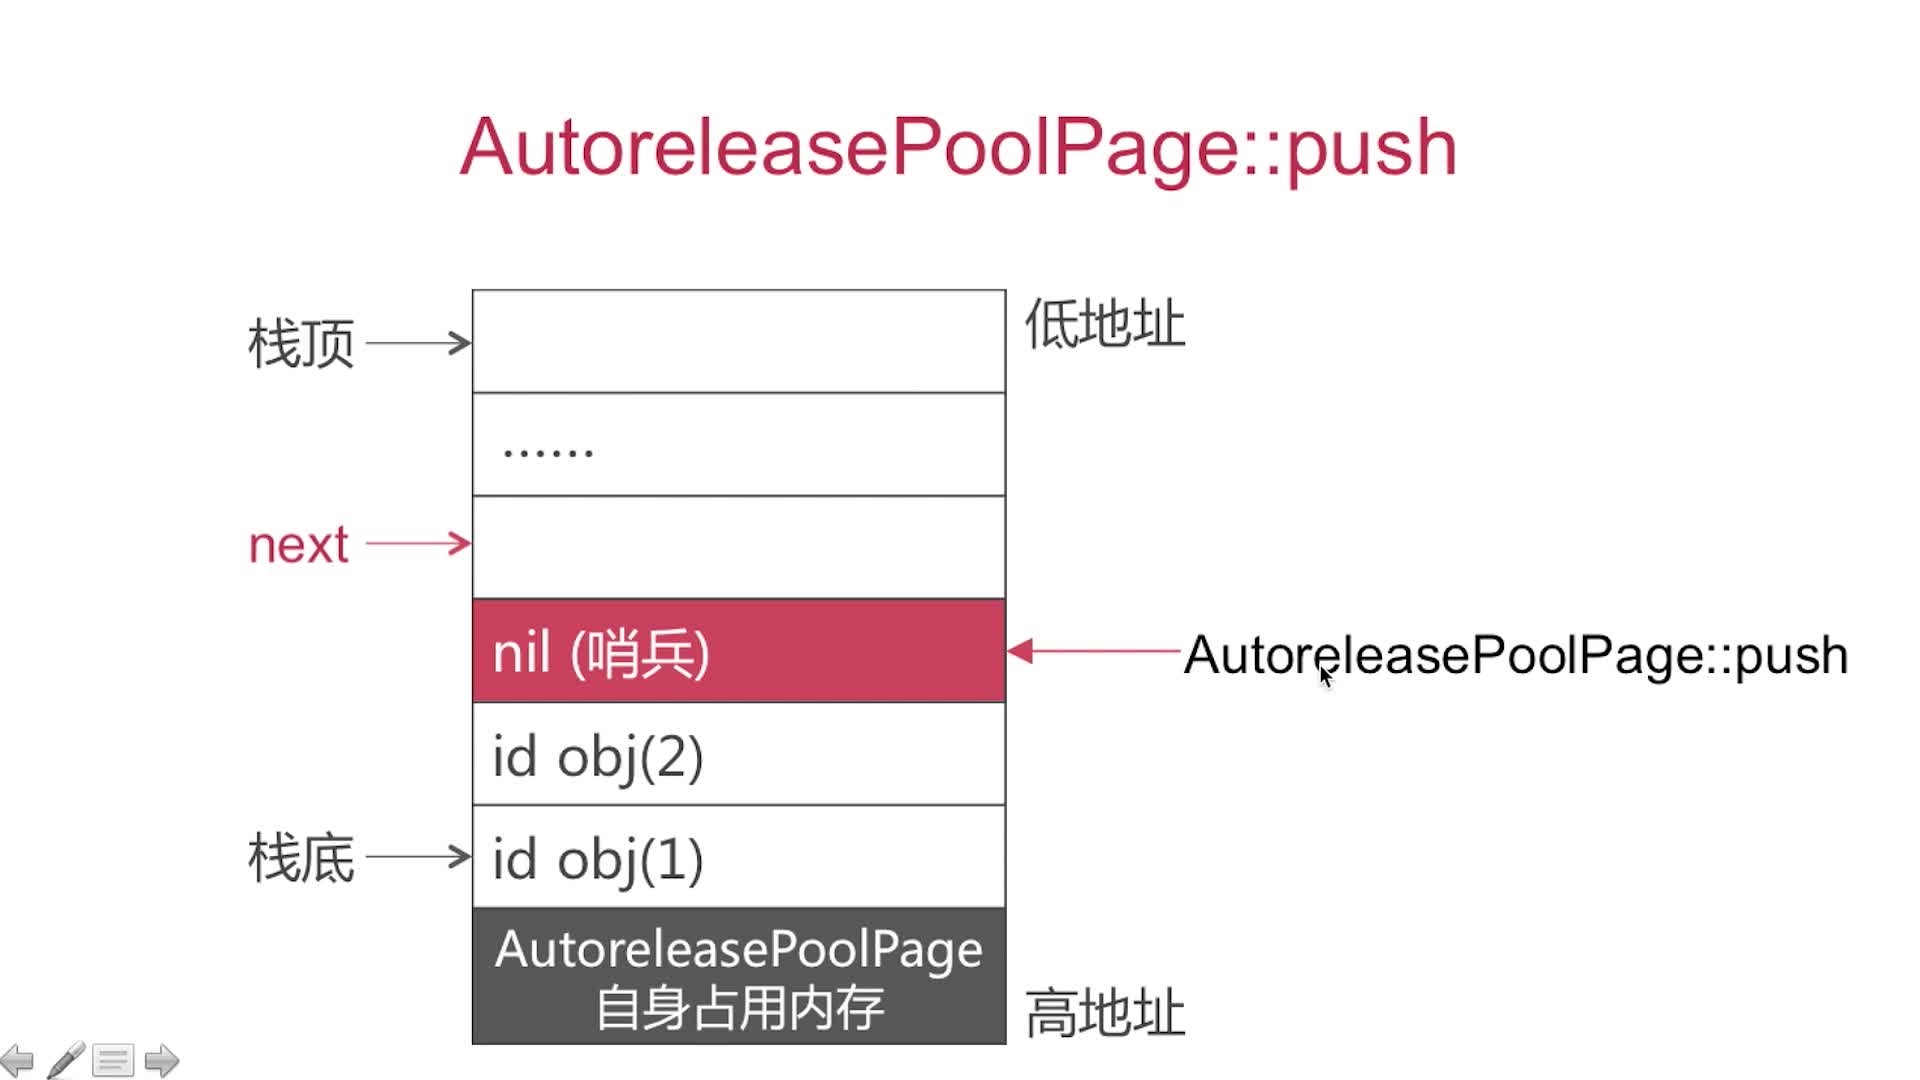 AutoreleasePoolPage::push
栈顶
低地址
......
next
nil (哨兵)
AutoreleasePoolPage::push
id obj(2)
栈底
id obj(1)
AutoreleasePoolPage
自身占用内存
高地址